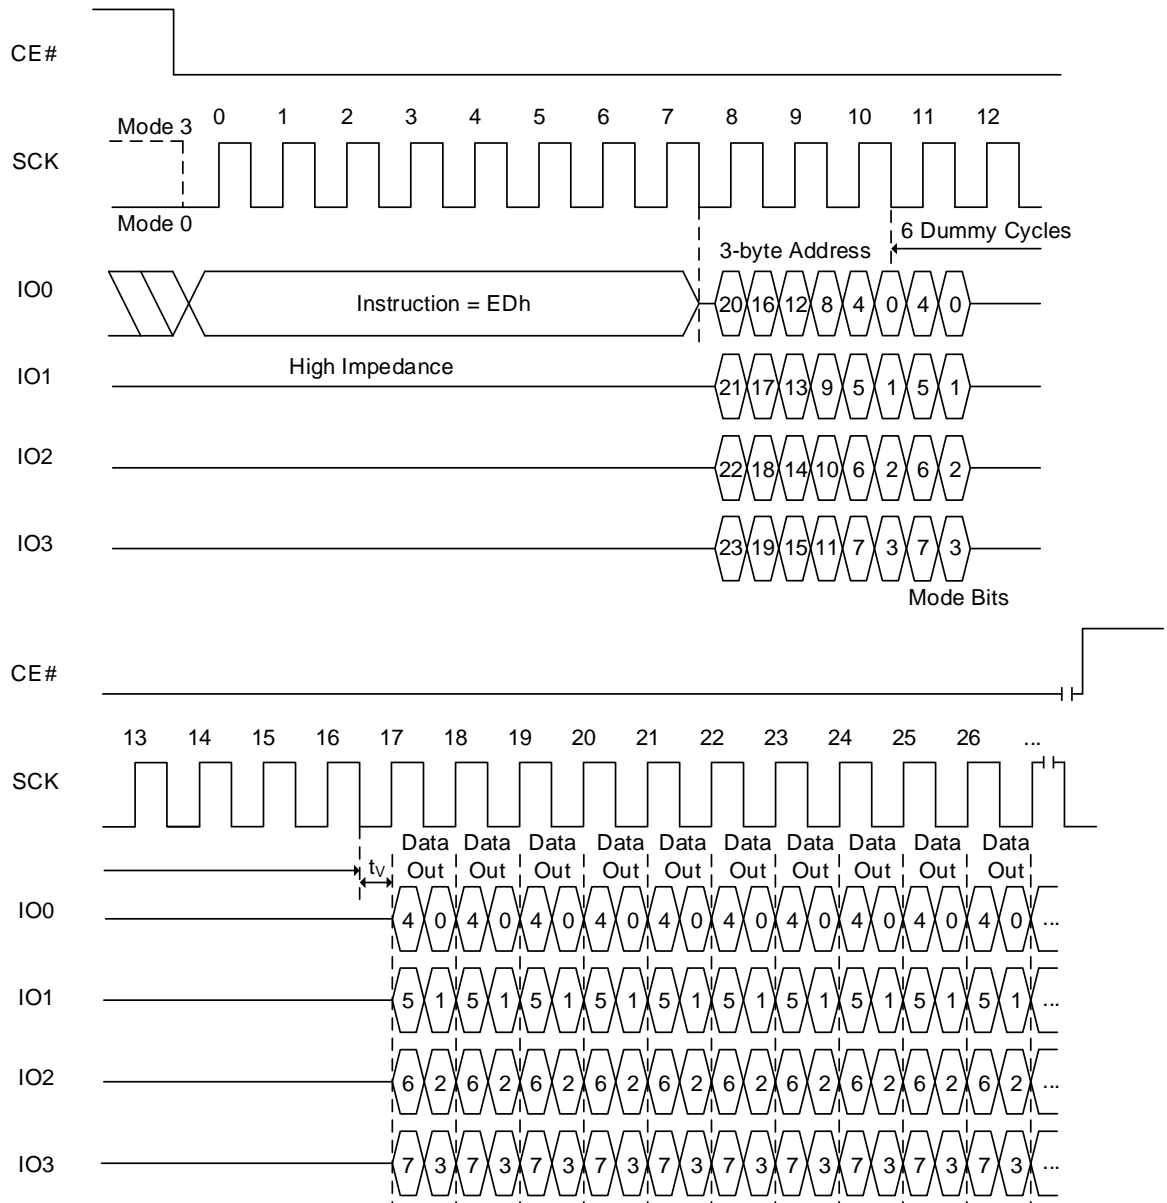 CE#
0 1 2 3 4 5 6 7 8 9 10 11 12
Mode 3
SCK
Mode 0
6 Dummy Cycles
3-byte Address
IO0
Instruction = EDh
20 16 12 8 4 0 4 0
High Impedance
IO1
21 17 13 9 5 1 5 1
IO2
22 18 14 10 6 2 6 2
IO3
23 19 15 11 7 3 7 3
Mode Bits
CE#
13 14 15 16 17 18 19 20 21 22 23 24 25 26 ...
SCK
Data Data Data Data Data Data Data Data Data Data
tV Out Out Out Out Out Out Out Out Out Out
IO0
4 0 4 0 4 0 4 0 4 0 4 0 4 0 4 0 4 0 4 0 ...
IO1
5 1 5 1 5 1 5 1 5 1 5 1 5 1 5 1 5 1 5 1 ...
IO2
6 2 6 2 6 2 6 2 6 2 6 2 6 2 6 2 6 2 6 2 ...
IO3
7 3 7 3 7 3 7 3 7 3 7 3 7 3 7 3 7 3 7 3 ...